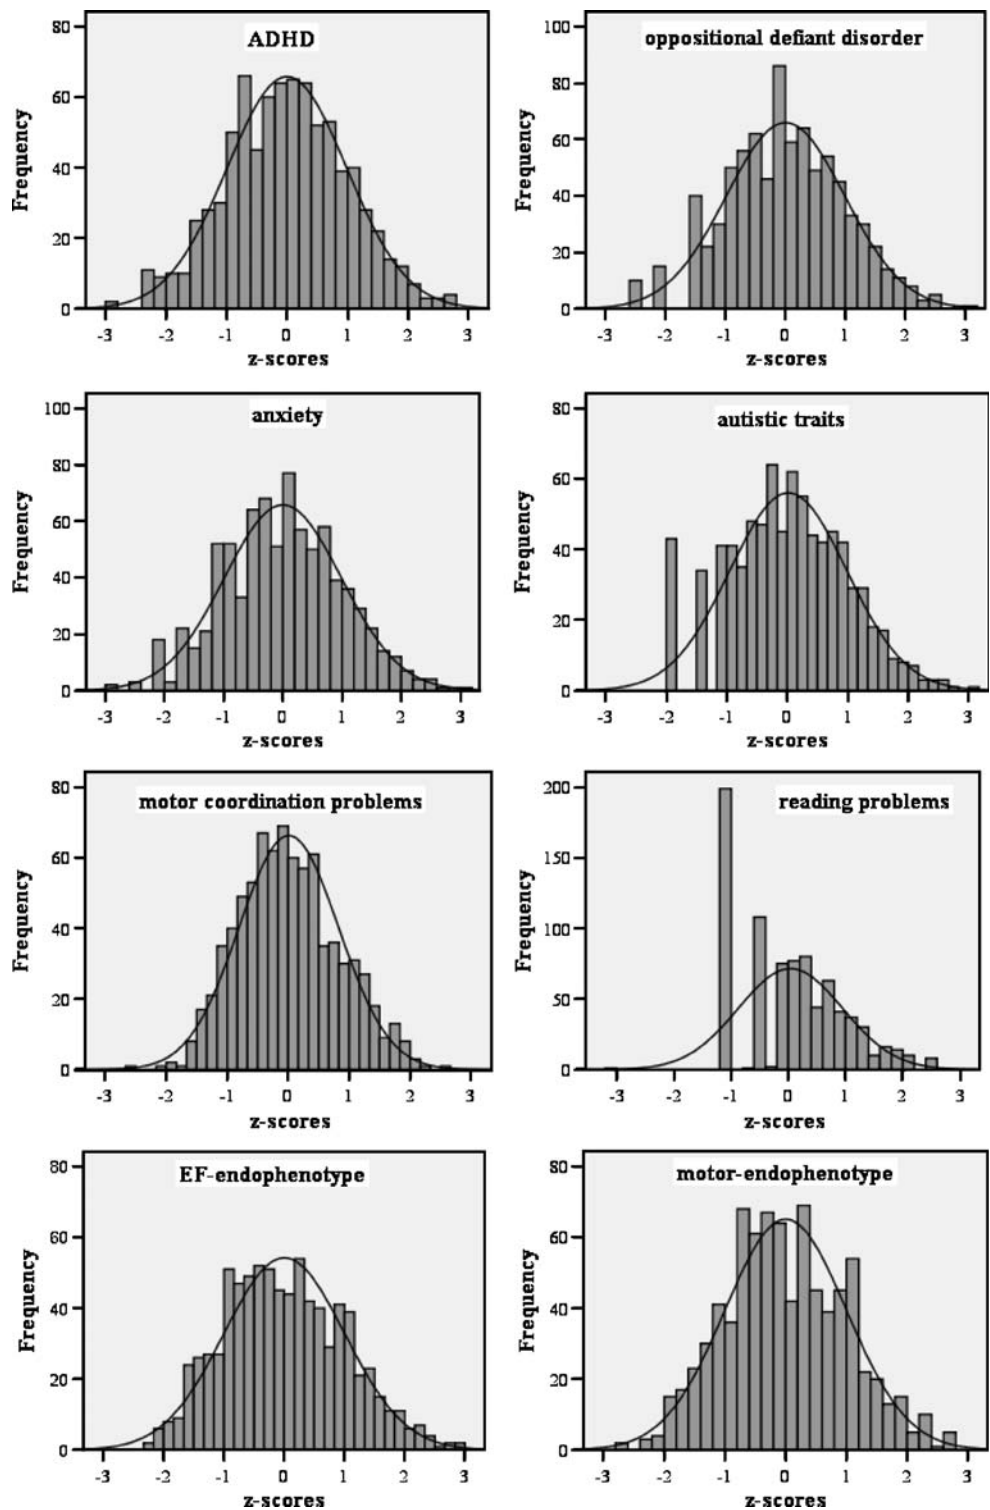 80
ADHD
60
Frequency
40
20
0
-3 -2 -1 0 1 2 3
z-scores
100
oppositional defiant disorder
80
Frequency
60
40
20
0
-3 -2 -1 0 1 2 3
z-scores
100
anxiety
80
Frequency
60
40
20
0
-3 -2 -1 0 1 2 3
z-scores
80
autistic traits
60
Frequency
40
20
0
-3 -2 -1 0 1 2 3
z-scores
80
motor coordination problems
60
Frequency
40
20
0
-3 -2 -1 0 1 2 3
z-scores
200
reading problems
150
Frequency
100
50
0
-3 -2 -1 0 1 2 3
z-scores
80
EF-endophenotype
60
Frequency
40
20
0
-3 -2 -1 0 1 2 3
z-scores
80
motor-endophenotype
60
Frequency
40
20
0
-3 -2 -1 0 1 2 3
z-scores